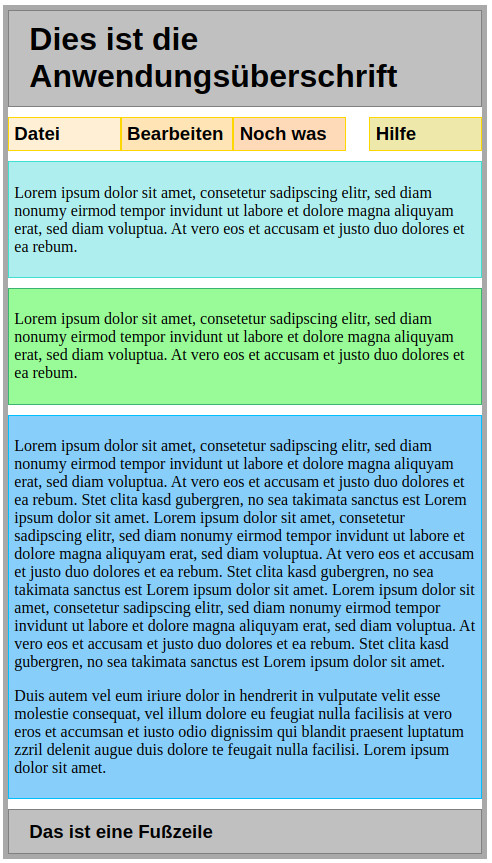 Dies ist die
Anwendungsüberschrift
Datei Bearbeiten Noch was Hilfe
Lorem ipsum dolor sit amet, consetetur sadipscing elitr, sed diam
nonumy eirmod tempor invidunt ut labore et dolore magna aliquyam
erat, sed diam voluptua. At vero eos et accusam et justo duo dolores et
ea rebum.
Lorem ipsum dolor sit amet, consetetur sadipscing elitr, sed diam
nonumy eirmod tempor invidunt ut labore et dolore magna aliquyam
erat, sed diam voluptua. At vero eos et accusam et justo duo dolores et
ea rebum.
Lorem ipsum dolor sit amet, consetetur sadipscing elitr, sed diam
nonumy eirmod tempor invidunt ut labore et dolore magna aliquyam
erat, sed diam voluptua. At vero eos et accusam et justo duo dolores et
ea rebum. Stet clita kasd gubergren, no sea takimata sanctus est Lorem
ipsum dolor sit amet. Lorem ipsum dolor sit amet, consetetur
sadipscing elitr, sed diam nonumy eirmod tempor invidunt ut labore et
dolore magna aliquyam erat, sed diam voluptua. At vero eos et accusam
et justo duo dolores et ea rebum. Stet clita kasd gubergren, no sea
takimata sanctus est Lorem ipsum dolor sit amet. Lorem ipsum dolor sit
amet, consetetur sadipscing elitr, sed diam nonumy eirmod tempor
invidunt ut labore et dolore magna aliquyam erat, sed diam voluptua. At
vero eos et accusam et justo duo dolores et ea rebum. Stet clita kasd
gubergren, no sea takimata sanctus est Lorem ipsum dolor sit amet.
Duis autem vel eum iriure dolor in hendrerit in vulputate velit esse
molestie consequat, vel illum dolore eu feugiat nulla facilisis at vero
eros et accumsan et iusto odio dignissim qui blandit praesent luptatum
zzril delenit augue duis dolore te feugait nulla facilisi. Lorem ipsum
dolor sit amet.
Das ist eine Fußzeile